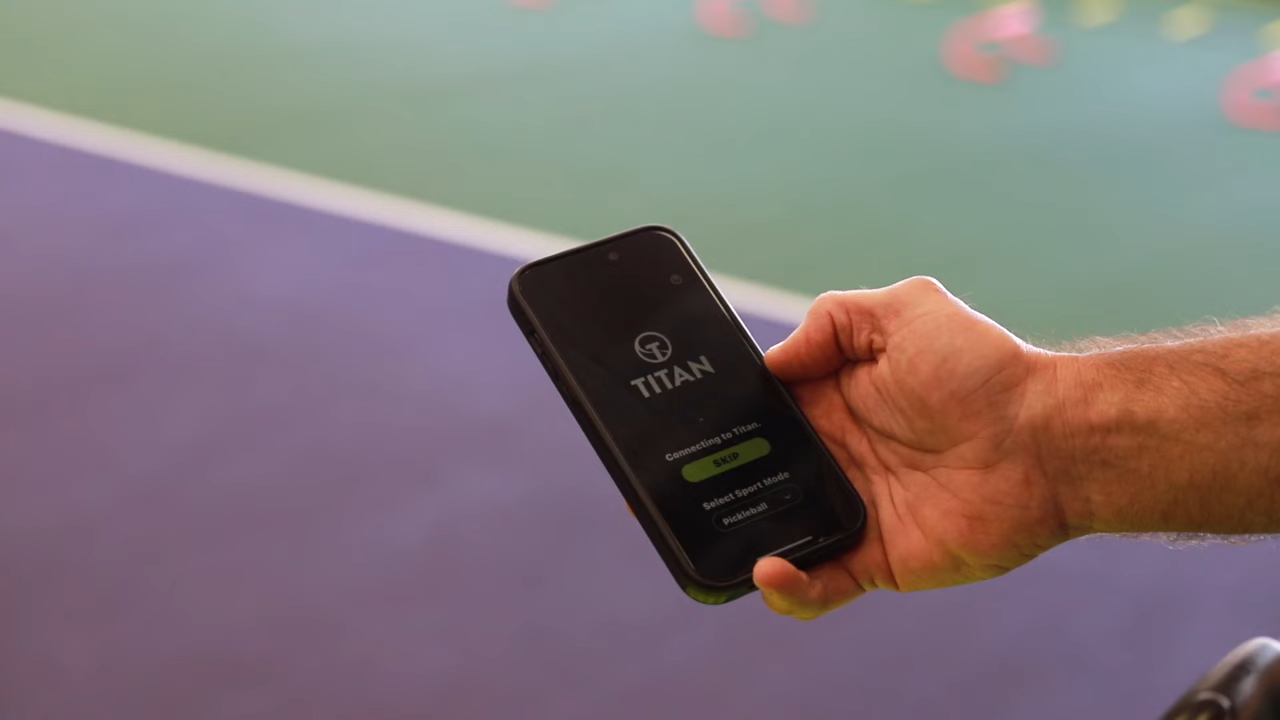 TITAN
Connecting to Titan.
SKIP
Select Sport Mode
Pickleball